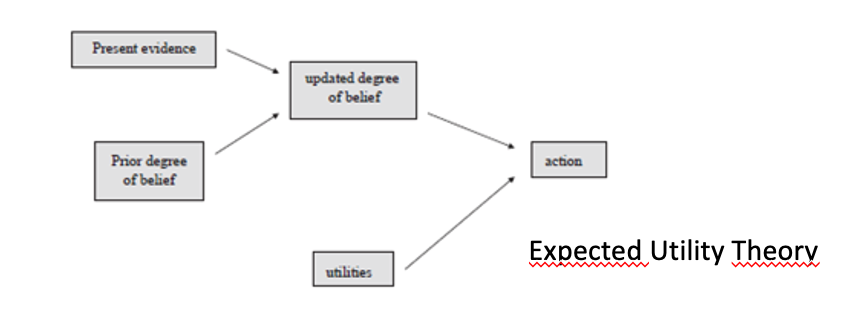 Present evidence
updated degree
of belief
Prior degree
of belief
action
utilities
Expected Utility Theory